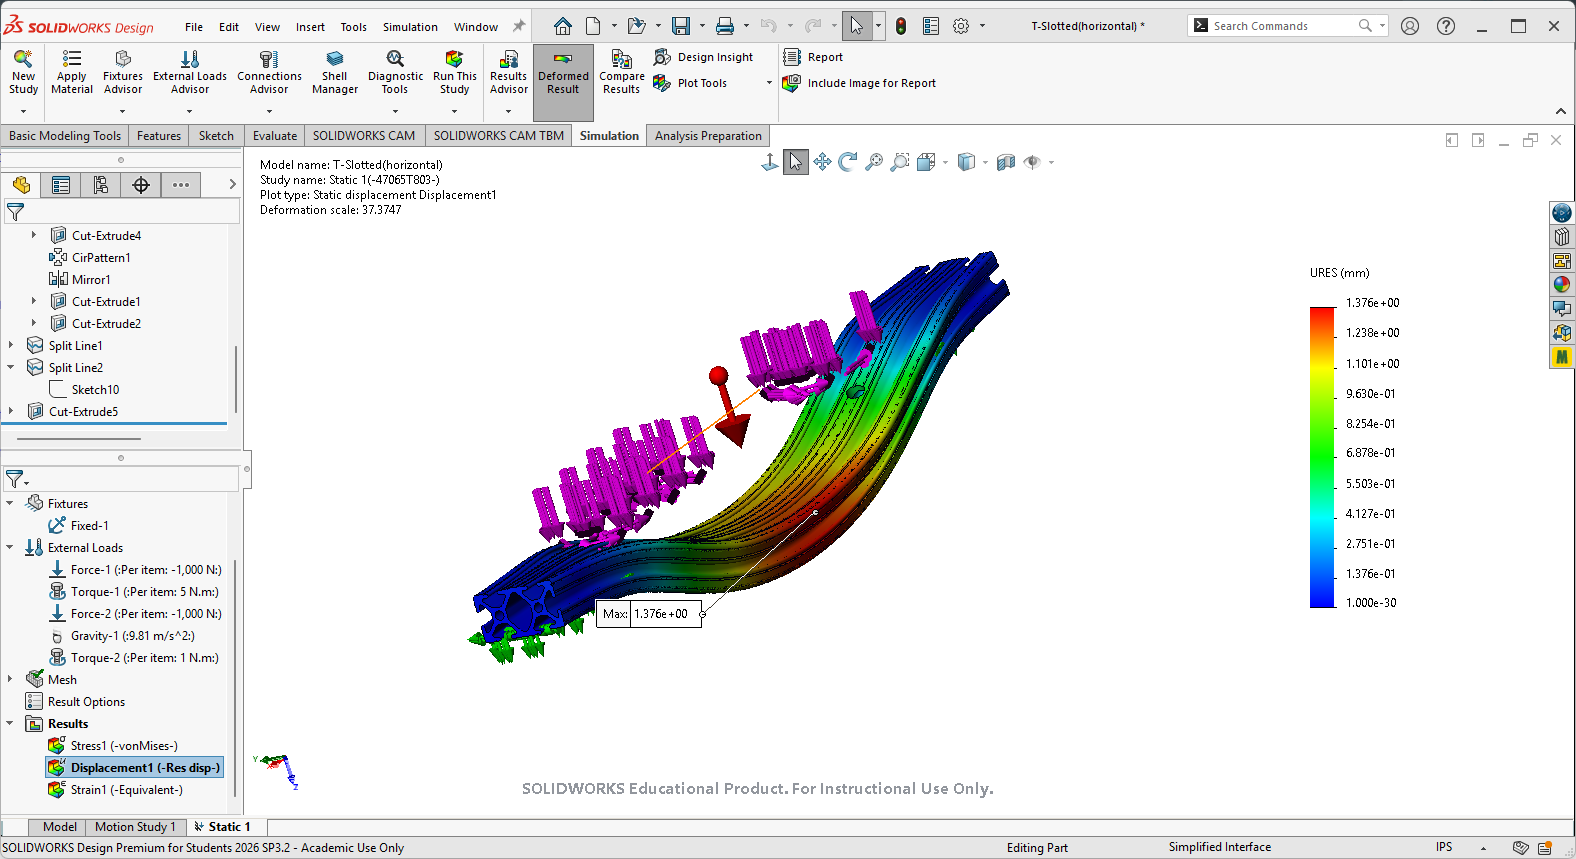 SOLIDWORKS Design
File Edit View Insert Tools Simulation Window
T-Slotted(horizontal) *
Search Commands
New Study
Apply Material
Fixtures Advisor
External Loads Advisor
Connections Advisor
Shell Manager
Diagnostic Tools
Run This Study
Results Advisor
Deformed Result
Compare Results
Design Insight
Plot Tools
Report
Include Image for Report
Basic Modeling Tools Features Sketch Evaluate SOLIDWORKS CAM SOLIDWORKS CAM TBM Simulation Analysis Preparation
Model name: T-Slotted(horizontal)
Study name: Static 1(-47065T803-)
Plot type: Static displacement Displacement1
Deformation scale: 37.3747
Cut-Extrude4
CirPattern1
Mirror1
Cut-Extrude1
Cut-Extrude2
Split Line1
Split Line2
Sketch10
Cut-Extrude5
Fixtures
Fixed-1
External Loads
Force-1 (:Per item: -1,000 N:)
Torque-1 (:Per item: 5 N.m:)
Force-2 (:Per item: -1,000 N:)
Gravity-1 (:9.81 m/s^2:)
Torque-2 (:Per item: 1 N.m:)
Mesh
Result Options
Results
Stress1 (-vonMises-)
Displacement1 (-Res disp-)
Strain1 (-Equivalent-)
URES (mm)
1.376e+00
1.238e+00
1.101e+00
9.630e-01
8.254e-01
6.878e-01
5.503e-01
4.127e-01
2.751e-01
1.376e-01
1.000e-30
Max: 1.376e+00
Y
Z
SOLIDWORKS Educational Product. For Instructional Use Only.
Model Motion Study 1 Static 1
SOLIDWORKS Design Premium for Students 2026 SP3.2 - Academic Use Only
Editing Part
Simplified Interface
IPS